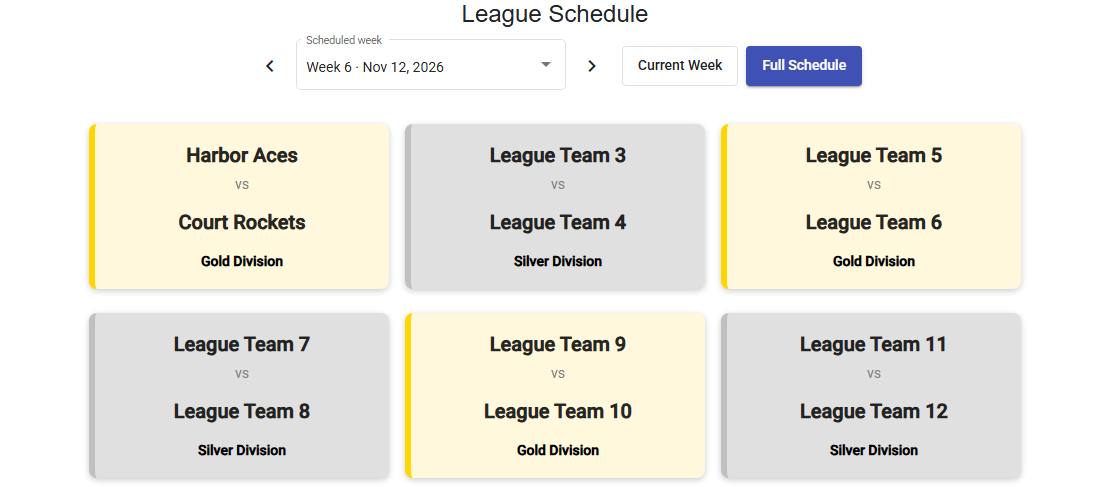 League Schedule
Scheduled week
Week 6 · Nov 12, 2026
Current Week
Full Schedule
Harbor Aces
vs
Court Rockets
Gold Division
League Team 3
vs
League Team 4
Silver Division
League Team 5
vs
League Team 6
Gold Division
League Team 7
vs
League Team 8
Silver Division
League Team 9
vs
League Team 10
Gold Division
League Team 11
vs
League Team 12
Silver Division